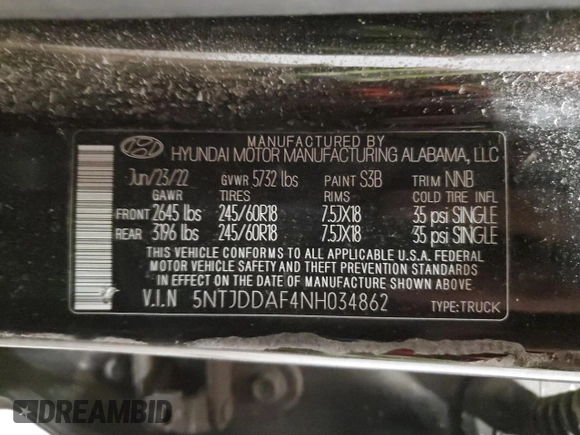 MANUFACTURED BY
HYUNDAI MOTOR MANUFACTURING ALABAMA, LLC
Jun/23/22 GVWR 5732 lbs PAINT S3B TRIM NNB
GAWR TIRES RIMS COLD TIRE INFL
FRONT 2645 lbs 245/60R18 7.5JX18 35 psi SINGLE
REAR 3196 lbs 245/60R18 7.5JX18 35 psi SINGLE
THIS VEHICLE CONFORMS TO ALL APPLICABLE U.S.A. FEDERAL
MOTOR VEHICLE SAFETY AND THEFT PREVENTION STANDARDS
IN EFFECT ON THE DATE OF MANUFACTURE SHOWN ABOVE.
V.I.N 5NTJDDAF4NH034862 TYPE:TRUCK
DREAMBID